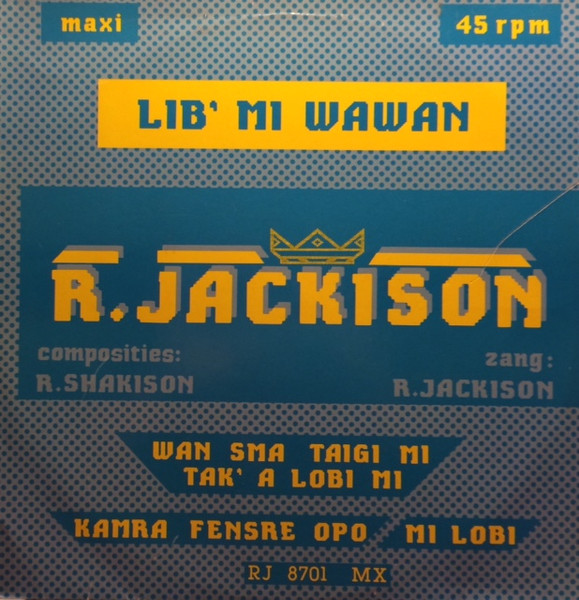 maxi
45 rpm
LIB' MI WAWAN
R.JACKISON
composities:
R.SHAKISON
zang:
R.JACKISON
WAN SMA TAIGI MI
TAK' A LOBI MI
KAMRA FENSRE OPO
MI LOBI
RJ 8701 MX